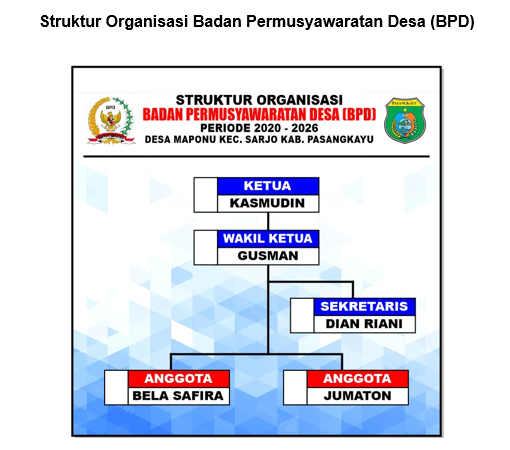 Struktur Organisasi Badan Permusyawaratan Desa (BPD)
STRUKTUR ORGANISASI
BADAN PERMUSYAWARATAN DESA (BPD)
PERIODE 2020 - 2026
DESA MAPONU KEC. SARJO KAB. PASANGKAYU
BPD
PASANGKAYU
KETUA
KASMUDIN
WAKIL KETUA
GUSMAN
SEKRETARIS
DIAN RIANI
ANGGOTA
BELA SAFIRA
ANGGOTA
JUMATON